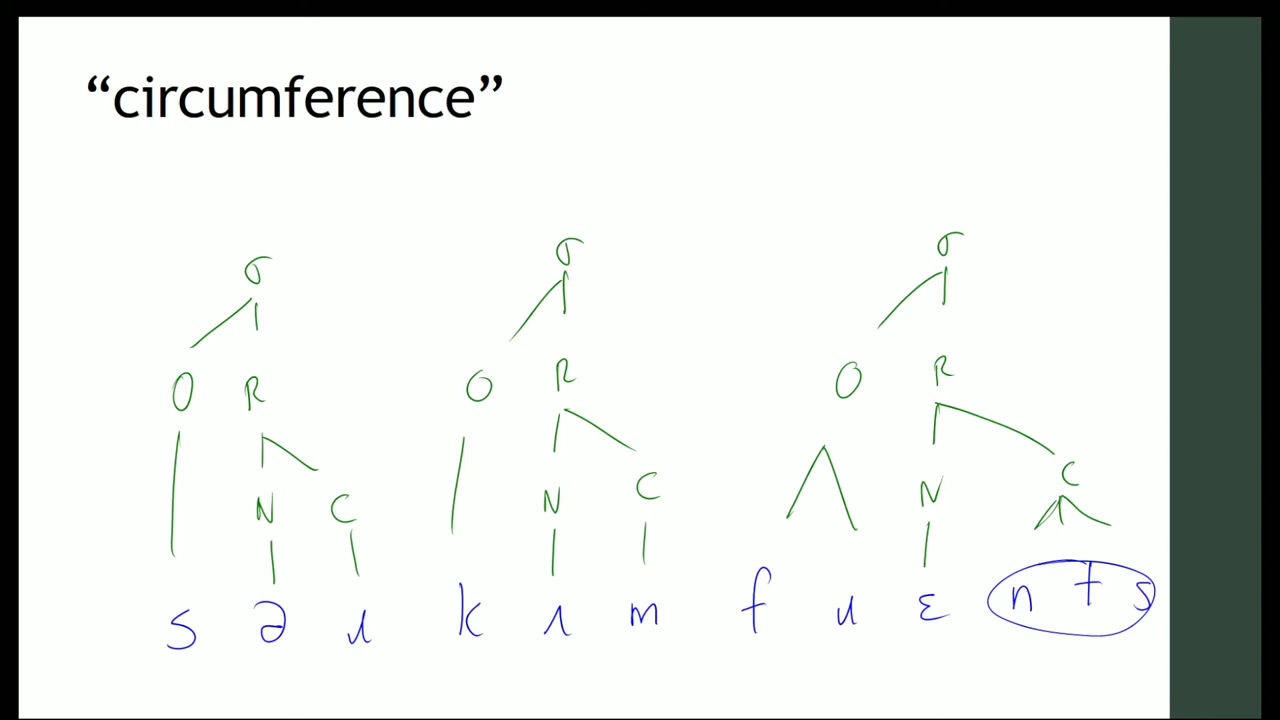 “circumference”
σ σ σ
O R O R O R
N C N C N C
s ə ɹ k ʌ m f ɹ ɛ n t s